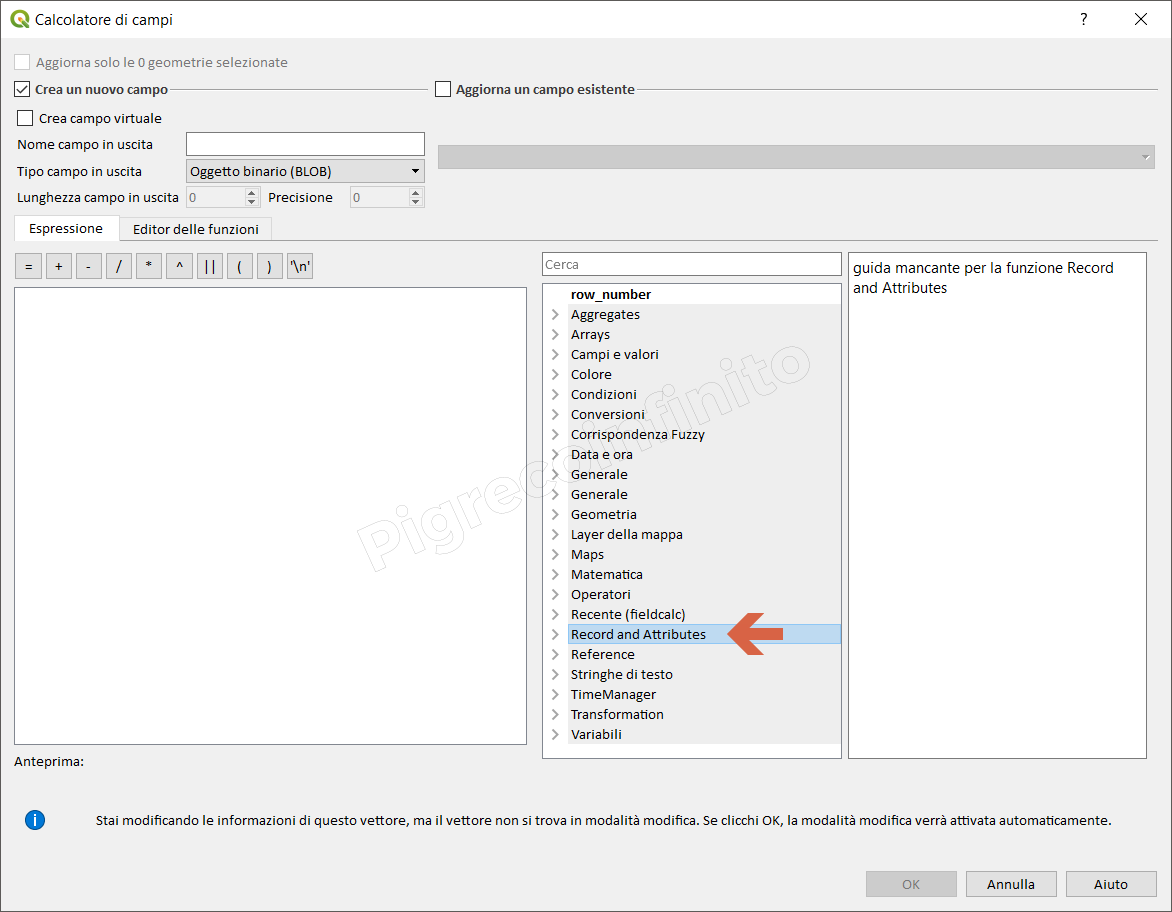 Calcolatore di campi
?
Aggiorna solo le 0 geometrie selezionate
Crea un nuovo campo
Aggiorna un campo esistente
Crea campo virtuale
Nome campo in uscita
Tipo campo in uscita
Oggetto binario (BLOB)
Lunghezza campo in uscita
0
Precisione
0
Espressione
Editor delle funzioni
= + - / * ^ || ( ) '\n'
Cerca
row_number
Aggregates
Arrays
Campi e valori
Colore
Condizioni
Conversioni
Corrispondenza Fuzzy
Data e ora
Generale
Generale
Geometria
Layer della mappa
Maps
Matematica
Operatori
Recente (fieldcalc)
Record and Attributes
Reference
Stringhe di testo
TimeManager
Transformation
Variabili
guida mancante per la funzione Record
and Attributes
Pigrecoinfinito
Anteprima:
Stai modificando le informazioni di questo vettore, ma il vettore non si trova in modalità modifica. Se clicchi OK, la modalità modifica verrà attivata automaticamente.
OK
Annulla
Aiuto